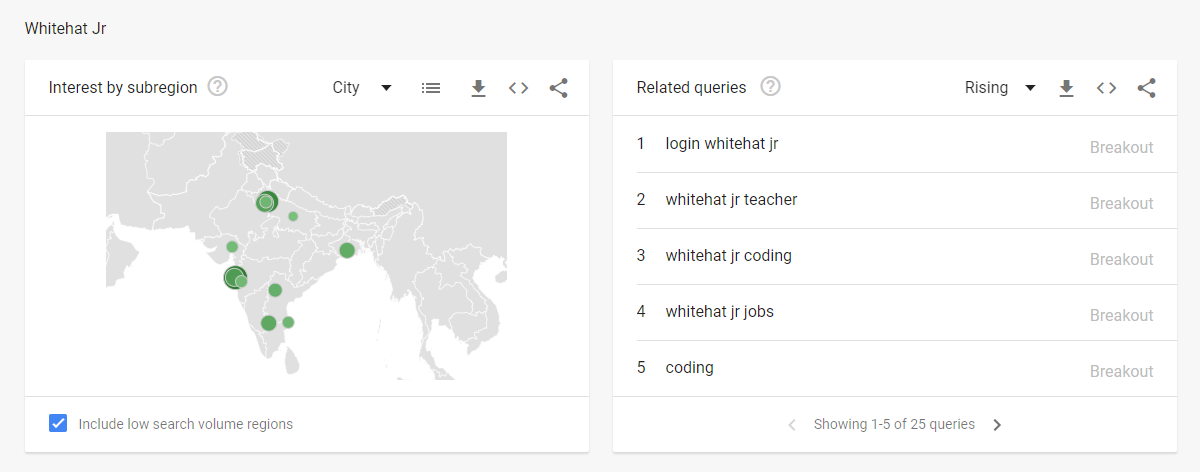 Whitehat Jr
Interest by subregion
City
Include low search volume regions
Related queries
Rising
1 login whitehat jr Breakout
2 whitehat jr teacher Breakout
3 whitehat jr coding Breakout
4 whitehat jr jobs Breakout
5 coding Breakout
Showing 1-5 of 25 queries